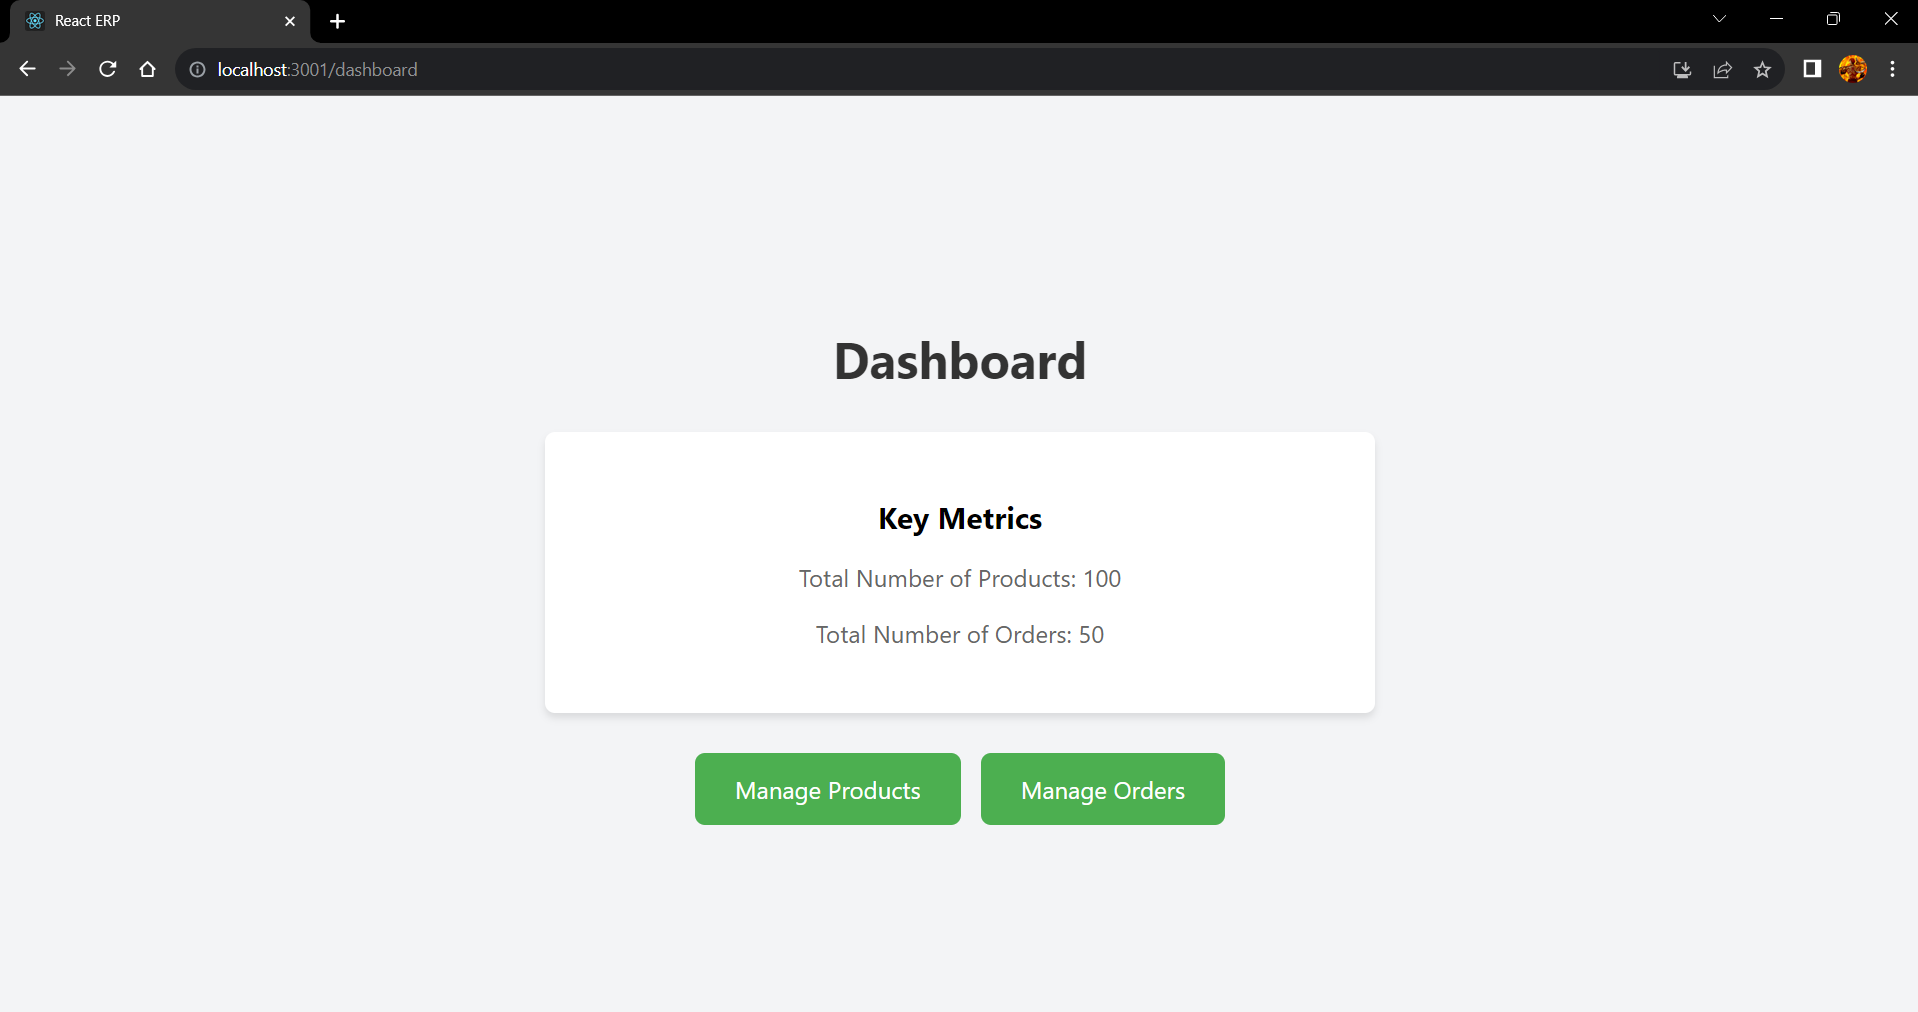 React ERP
localhost:3001/dashboard
Dashboard
Key Metrics
Total Number of Products: 100
Total Number of Orders: 50
Manage Products
Manage Orders